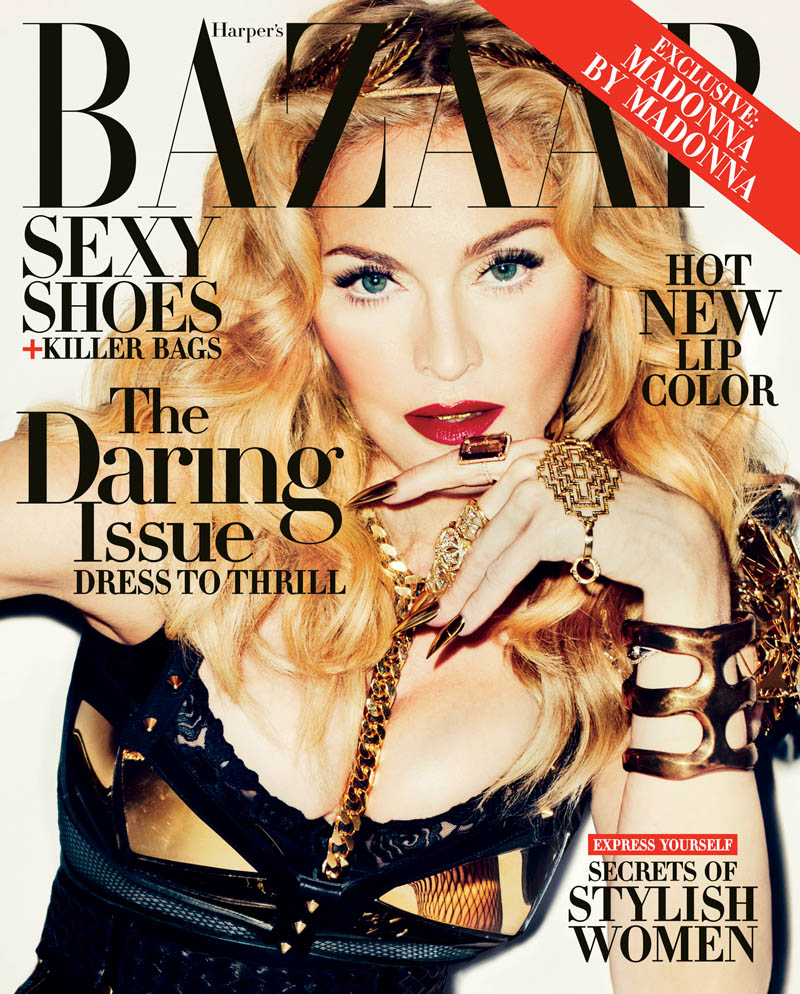 Harper's
BAZAAR
EXCLUSIVE:
MADONNA
BY MADONNA
SEXY
SHOES
+KILLER BAGS
HOT
NEW
LIP
COLOR
The
Daring
Issue
DRESS TO THRILL
EXPRESS YOURSELF
SECRETS OF
STYLISH
WOMEN